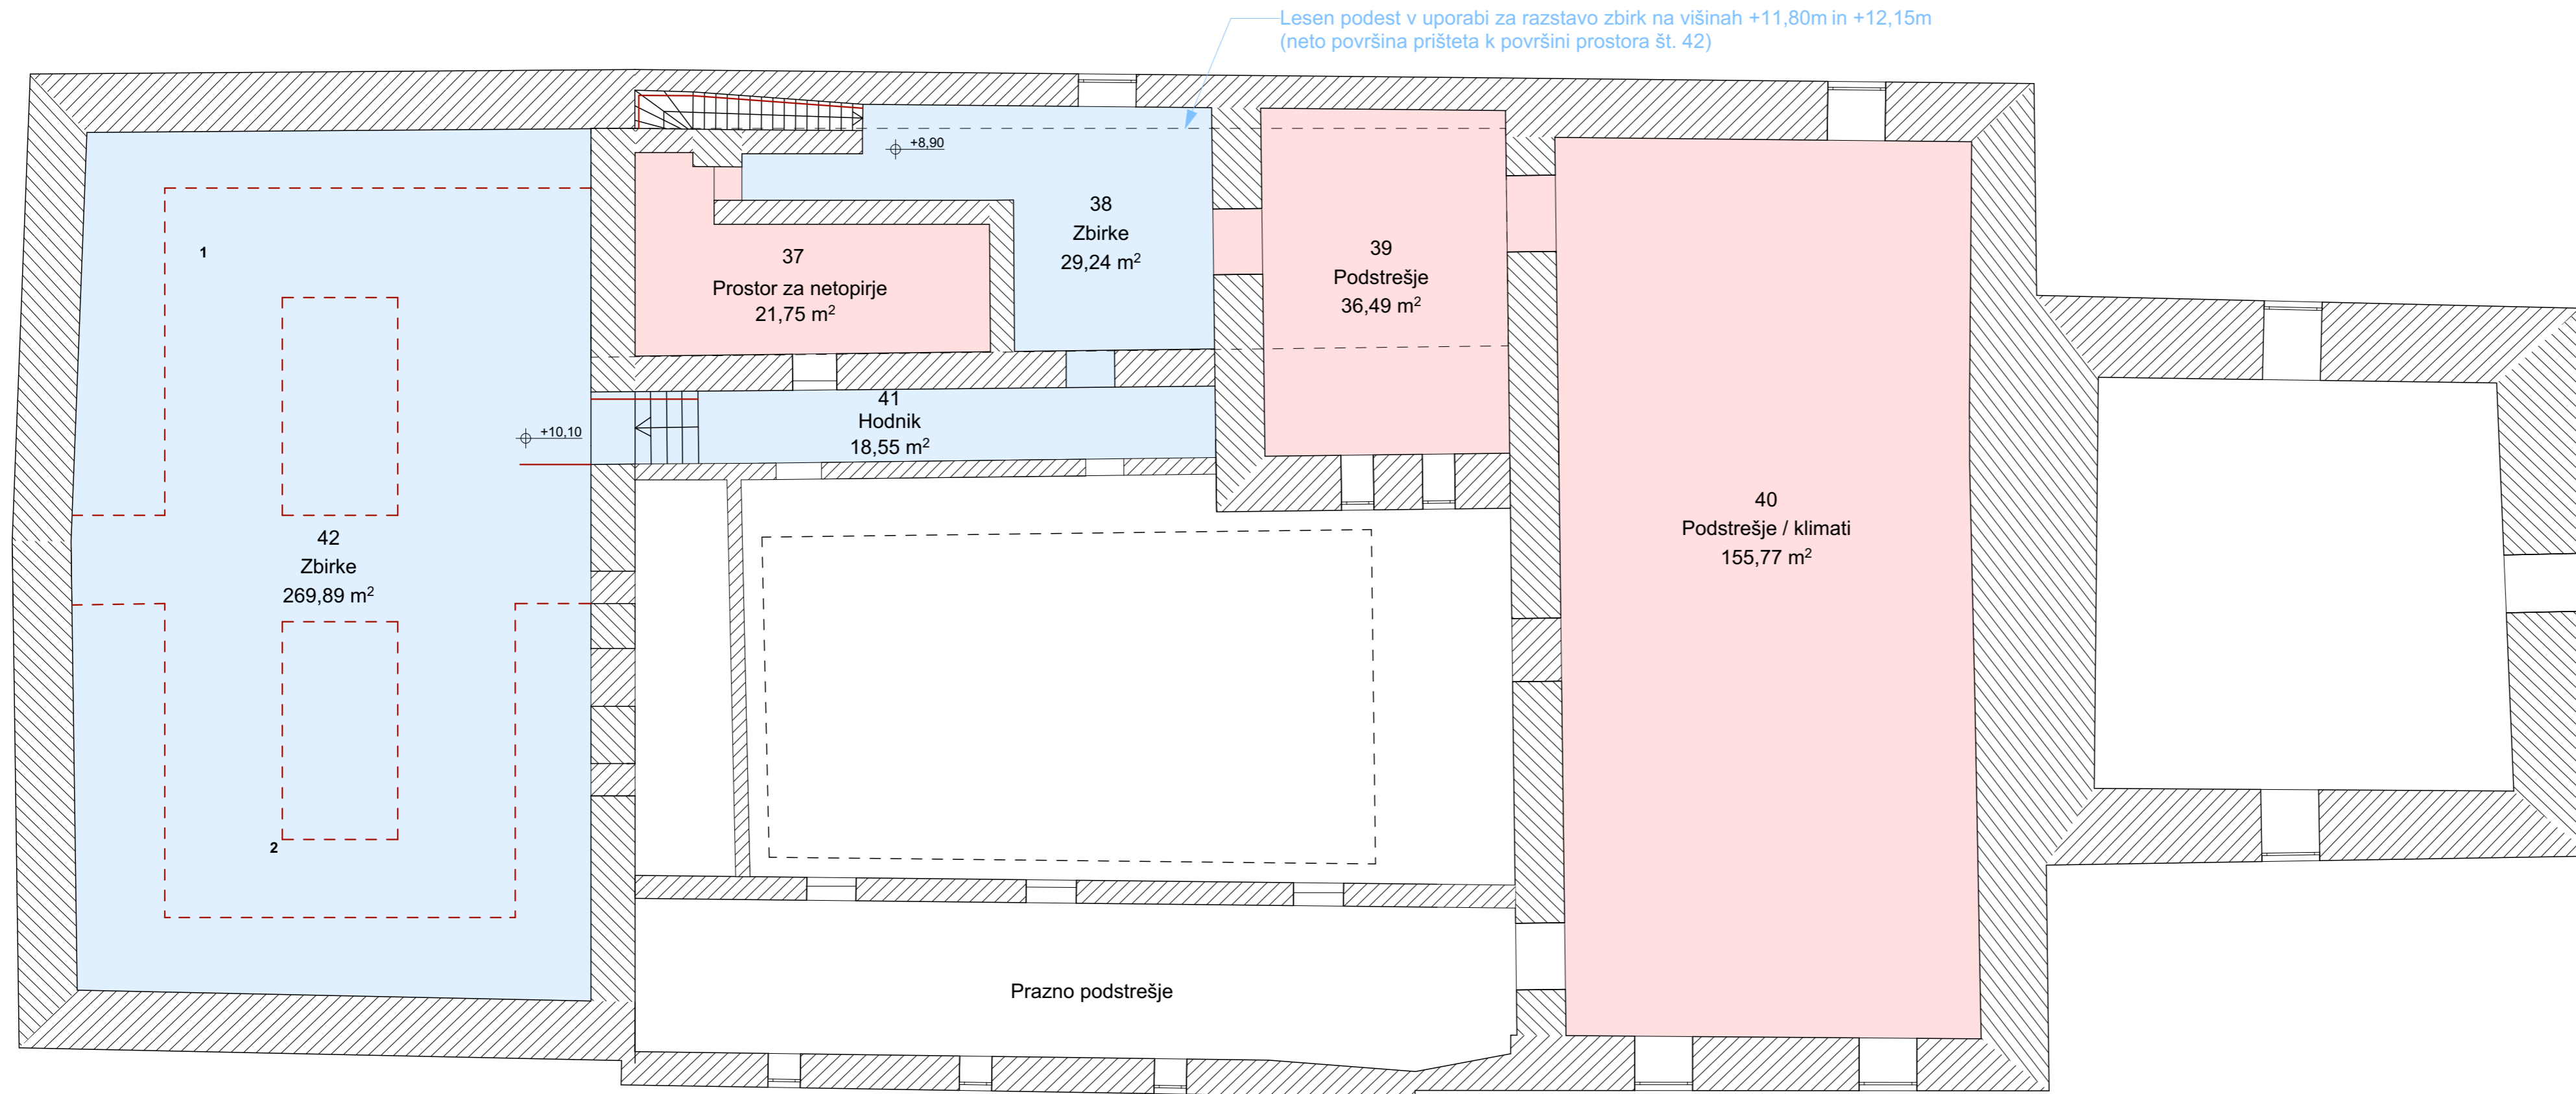 Lesen podest v uporabi za razstavo zbirk na višinah +11,80m in +12,15m
(neto površina prišteta k površini prostora št. 42)
+8,90
38
Zbirke
29,24 m²
1
37
Prostor za netopirje
21,75 m²
39
Podstrešje
36,49 m²
41
Hodnik
18,55 m²
+10,10
40
Podstrešje / klimati
155,77 m²
42
Zbirke
269,89 m²
2
Prazno podstrešje